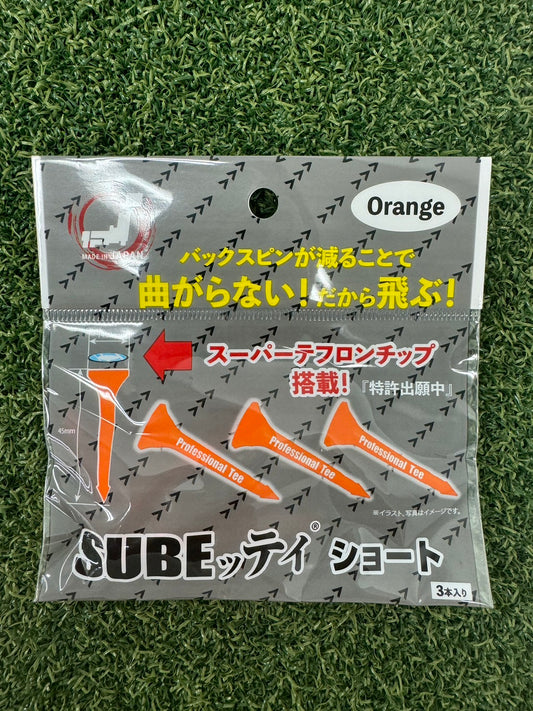 Orange
MADE IN JAPAN
バックスピンが減ることで
曲がらない!だから飛ぶ!
スーパーテフロンチップ
搭載!『特許出願中』
45mm
Professional Tee
Professional Tee
Professional Tee
※イラスト、写真はイメージです。
SUBEッティ® ショート
3本入り